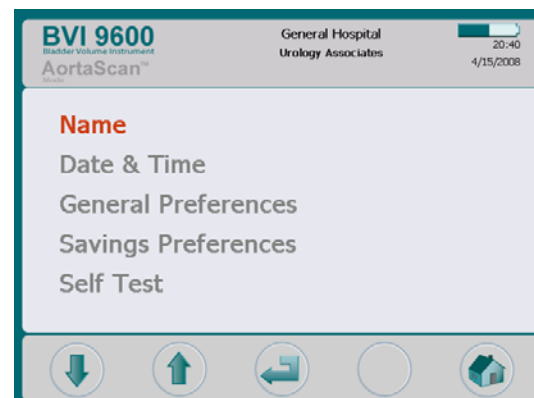 BVI 9600
Bladder Volume Instrument
AortaScan™
Mode
General Hospital
Urology Associates
20:40
4/15/2008
Name
Date & Time
General Preferences
Savings Preferences
Self Test